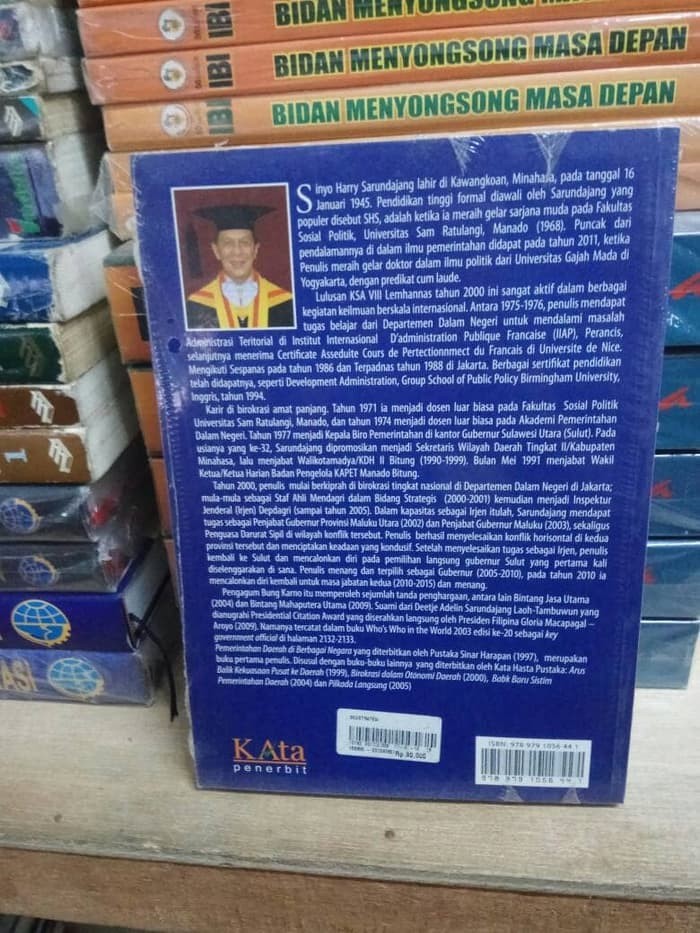 BIDAN MENYONGSONG MASA DEPAN
IBI
BIDAN MENYONGSONG MASA DEPAN
IBI
BIDAN MENYONGSONG MASA DEPAN
IBI
Sinyo Harry Sarundajang lahir di Kawangkoan, Minahasa, pada tanggal 16
Januari 1945. Pendidikan tinggi formal diawali oleh Sarundajang yang
populer disebut SHS, adalah ketika ia meraih gelar sarjana muda pada Fakultas
Sosial Politik, Universitas Sam Ratulangi, Manado (1968). Puncak dari
pendalamannya di dalam ilmu pemerintahan didapat pada tahun 2011, ketika
Penulis meraih gelar doktor dalam ilmu politik dari Universitas Gajah Mada di
Yogyakarta, dengan predikat cum laude.
Lulusan KSA VIII Lemhannas tahun 2000 ini sangat aktif dalam berbagai
kegiatan keilmuan berskala internasional. Antara 1975-1976, penulis mendapat
tugas belajar dari Departemen Dalam Negeri untuk mendalami masalah
Administrasi Teritorial di Institut Internasional D'administration Publique Francaise (IIAP), Perancis,
selanjutnya menerima Certificate Asseduite Cours de Pertectionnmect du Francais di Universite de Nice.
Mengikuti Sespanas pada tahun 1986 dan Terpadnas tahun 1988 di Jakarta. Berbagai sertifikat pendidikan
telah didapatnya, seperti Development Administration, Group School of Public Policy Birmingham University,
Inggris, tahun 1994.
Karir di birokrasi amat panjang. Tahun 1971 ia menjadi dosen luar biasa pada Fakultas Sosial Politik
Universitas Sam Ratulangi, Manado, dan tahun 1974 menjadi dosen luar biasa pada Akademi Pemerintahan
Dalam Negeri. Tahun 1977 menjadi Kepala Biro Pemerintahan di kantor Gubernur Sulawesi Utara (Sulut). Pada
usianya yang ke-32, Sarundajang dipromosikan menjadi Sekretaris Wilayah Daerah Tingkat II/Kabupaten
Minahasa, lalu menjabat Walikotamadya/KDH II Bitung (1990-1999). Bulan Mei 1991 menjabat Wakil
Ketua/Ketua Harian Badan Pengelola KAPET Manado Bitung.
Tahun 2000, penulis mulai berkiprah di birokrasi tingkat nasional di Departemen Dalam Negeri di Jakarta;
mula-mula sebagai Staf Ahli Mendagri dalam Bidang Strategis (2000-2001) kemudian menjadi Inspektur
Jenderal (Irjen) Depdagri (sampai tahun 2005). Dalam kapasitas sebagai Irjen itulah, Sarundajang mendapat
tugas sebagai Penjabat Gubernur Provinsi Maluku Utara (2002) dan Penjabat Gubernur Maluku (2003), sekaligus
Penguasa Darurat Sipil di wilayah konflik tersebut. Penulis berhasil menyelesaikan konflik horisontal di kedua
provinsi tersebut dan menciptakan keadaan yang kondusif. Setelah menyelesaikan tugas sebagai Irjen, penulis
kembali ke Sulut dan mencalonkan diri pada pemilihan langsung gubernur Sulut yang pertama kali
diselenggarakan di sana. Penulis menang dan terpilih sebagai Gubernur (2005-2010), pada tahun 2010 ia
mencalonkan diri kembali untuk masa jabatan kedua (2010-2015) dan menang.
Pengagum Bung Karno itu memperoleh sejumlah tanda penghargaan, antara lain Bintang Jasa Utama
(2004) dan Bintang Mahaputera Utama (2009). Suami dari Deetje Adelin Sarundajang Laoh-Tambuwun yang
dianugrahi Presidential Citation Award yang diserahkan langsung oleh Presiden Filipina Gloria Macapagal –
Aroyo (2009). Namanya tercatat dalam buku Who's Who in the World 2003 edisi ke-20 sebagai key
government official di halaman 2132-2133.
Pemerintahan Daerah di Berbagai Negara yang diterbitkan oleh Pustaka Sinar Harapan (1997), merupakan
buku pertama penulis. Disusul dengan buku-buku lainnya yang diterbitkan oleh Kata Hasta Pustaka: Arus
Balik Kekuasaan Pusat ke Daerah (1999), Birokrasi dalam Otonomi Daerah (2000), Babk Baru Sistim
Pemerintahan Daerah (2004) dan Pilkada Langsung (2005)
KAta
penerbit
Rp.90,000
ISBN: 978 979 1056 44 1